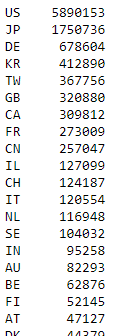 US 5890153
JP 1750736
DE 678604
KR 412890
TW 367756
GB 320880
CA 309812
FR 273009
CN 257047
IL 127099
CH 124187
IT 120554
NL 116948
SE 104032
IN 95258
AU 82293
BE 62876
FI 52145
AT 47127
DK 44379